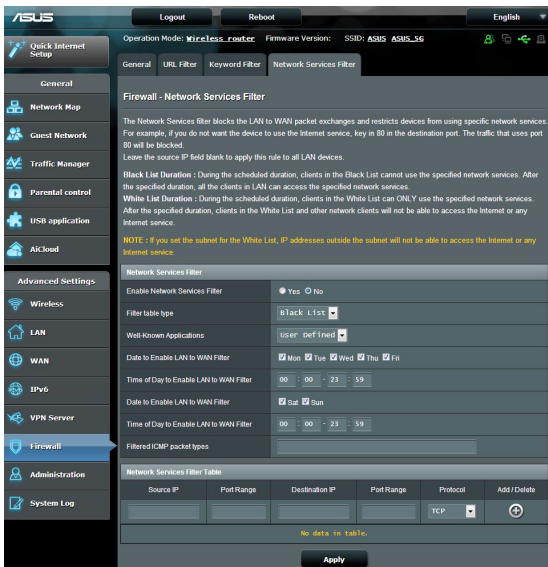 ASUS
Logout
Reboot
English
Quick Internet
Setup
Operation Mode: Wireless router Firmware Version: SSID: ASUS ASUS_5G
General
URL Filter
Keyword Filter
Network Services Filter
General
Network Map
Guest Network
Traffic Manager
Parental control
USB application
AiCloud
Advanced Settings
Wireless
LAN
WAN
IPv6
VPN Server
Firewall
Administration
System Log
Firewall - Network Services Filter
The Network Services filter blocks the LAN to WAN packet exchanges and restricts devices from using specific network services.
For example, if you do not want the device to use the Internet service, key in 80 in the destination port. The traffic that uses port
80 will be blocked.
Leave the source IP field blank to apply this rule to all LAN devices.
Black List Duration : During the scheduled duration, clients in the Black List cannot use the specified network services. After
the specified duration, all the clients in LAN can access the specified network services.
White List Duration : During the scheduled duration, clients in the White List can ONLY use the specified network services.
After the specified duration, clients in the White List and other network clients will not be able to access the Internet or any
Internet service.
NOTE : If you set the subnet for the White List, IP addresses outside the subnet will not be able to access the Internet or any
Internet service.
Network Services Filter
Enable Network Services Filter Yes No
Filter table type Black List
Well-Known Applications User Defined
Date to Enable LAN to WAN Filter Mon Tue Wed Thu Fri
Time of Day to Enable LAN to WAN Filter 00 : 00 - 23 : 59
Date to Enable LAN to WAN Filter Sat Sun
Time of Day to Enable LAN to WAN Filter 00 : 00 - 23 : 59
Filtered ICMP packet types
Network Services Filter Table
Source IP Port Range Destination IP Port Range Protocol Add / Delete
TCP
No data in table.
Apply